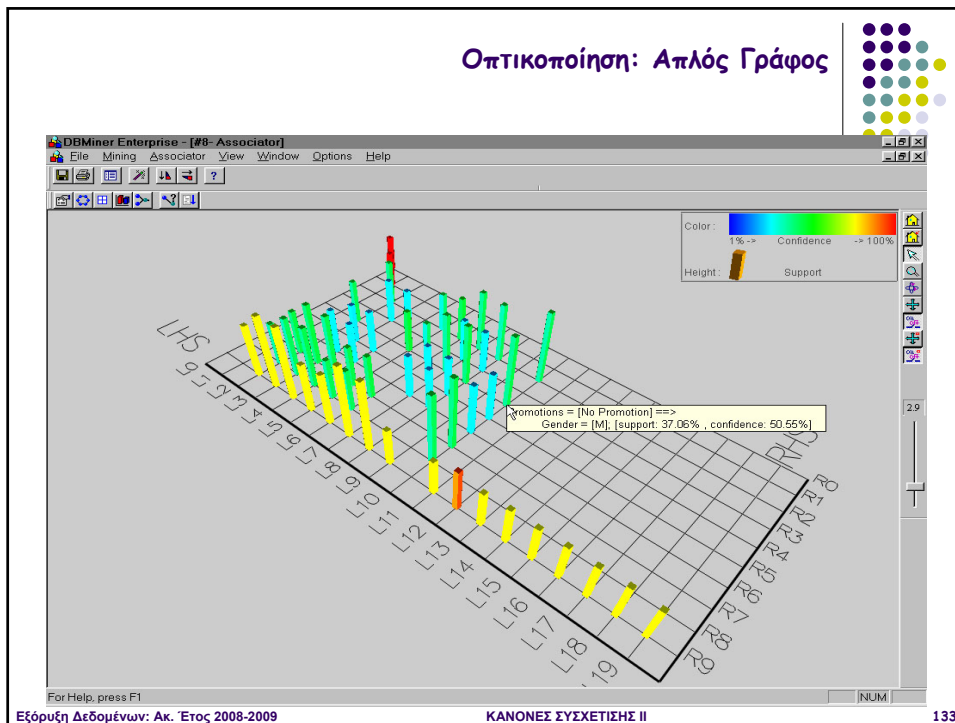 Οπτικοποίηση: Απλός Γράφος
DBMiner Enterprise - [#8- Associator]
File Mining Associator View Window Options Help
Color :
1% -> Confidence -> 100%
Height : Support
2.9
LHS
L0
L1
L2
L3
L4
L5
L6
L7
L8
L9
L10
L11
L12
L13
L14
L15
L16
L17
L18
L19
romotions = [No Promotion] ==>
Gender = [M]; [support: 37.06% , confidence: 50.55%]
RHS
R0
R1
R2
R3
R4
R5
R6
R7
R8
R9
For Help, press F1
NUM
Εξόρυξη Δεδομένων: Ακ. Έτος 2008-2009 ΚΑΝΟΝΕΣ ΣΥΣΧΕΤΙΣΗΣ II 133